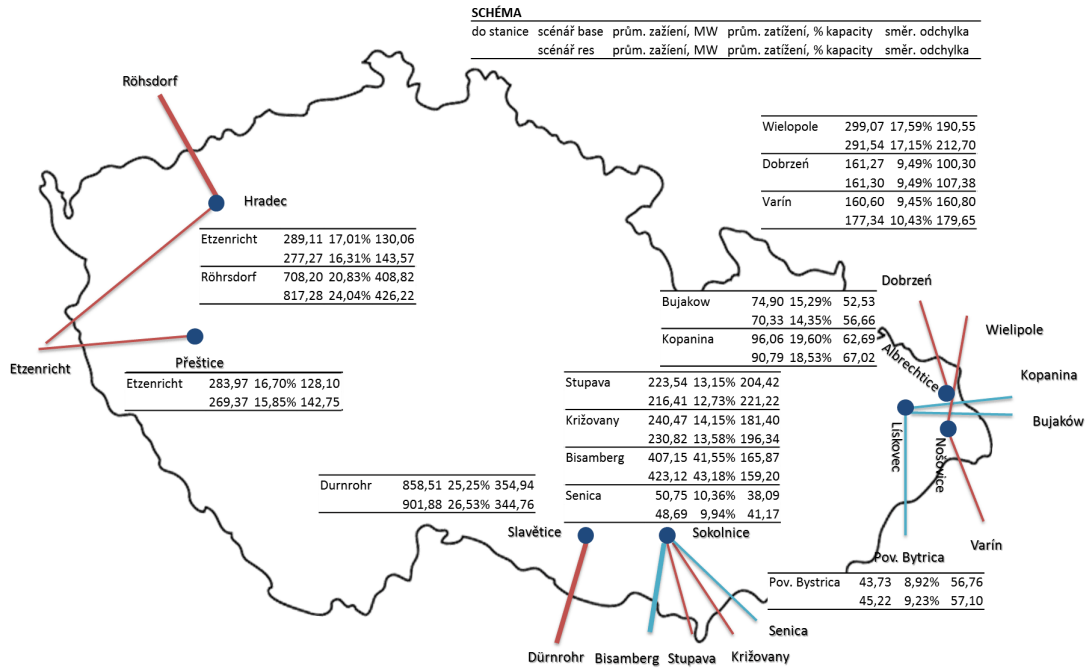 SCHÉMA
do stanice scénář base prům. zažíení, MW prům. zatížení, % kapacity směr. odchylka
scénář res prům. zažíení, MW prům. zatížení, % kapacity směr. odchylka
Röhsdorf
Wielopole 299,07 17,59% 190,55
291,54 17,15% 212,70
Dobrzeń 161,27 9,49% 100,30
161,30 9,49% 107,38
Varín 160,60 9,45% 160,80
177,34 10,43% 179,65
Hradec
Etzenricht 289,11 17,01% 130,06
277,27 16,31% 143,57
Röhrsdorf 708,20 20,83% 408,82
817,28 24,04% 426,22
Dobrzeń
Bujakow 74,90 15,29% 52,53
70,33 14,35% 56,66
Kopanina 96,06 19,60% 62,69
90,79 18,53% 67,02
Wielipole
Albrechtice
Kopanina
Bujaków
Etzenricht
Přeštice
Etzenricht 283,97 16,70% 128,10
269,37 15,85% 142,75
Stupava 223,54 13,15% 204,42
216,41 12,73% 221,22
Križovany 240,47 14,15% 181,40
230,82 13,58% 196,34
Bisamberg 407,15 41,55% 165,87
423,12 43,18% 159,20
Senica 50,75 10,36% 38,09
48,69 9,94% 41,17
Lískovec
Nošovice
Durnrohr 858,51 25,25% 354,94
901,88 26,53% 344,76
Slavětice
Sokolnice
Varín
Pov. Bytrica
Pov. Bystrica 43,73 8,92% 56,76
45,22 9,23% 57,10
Senica
Dürnrohr
Bisamberg
Stupava
Križovany